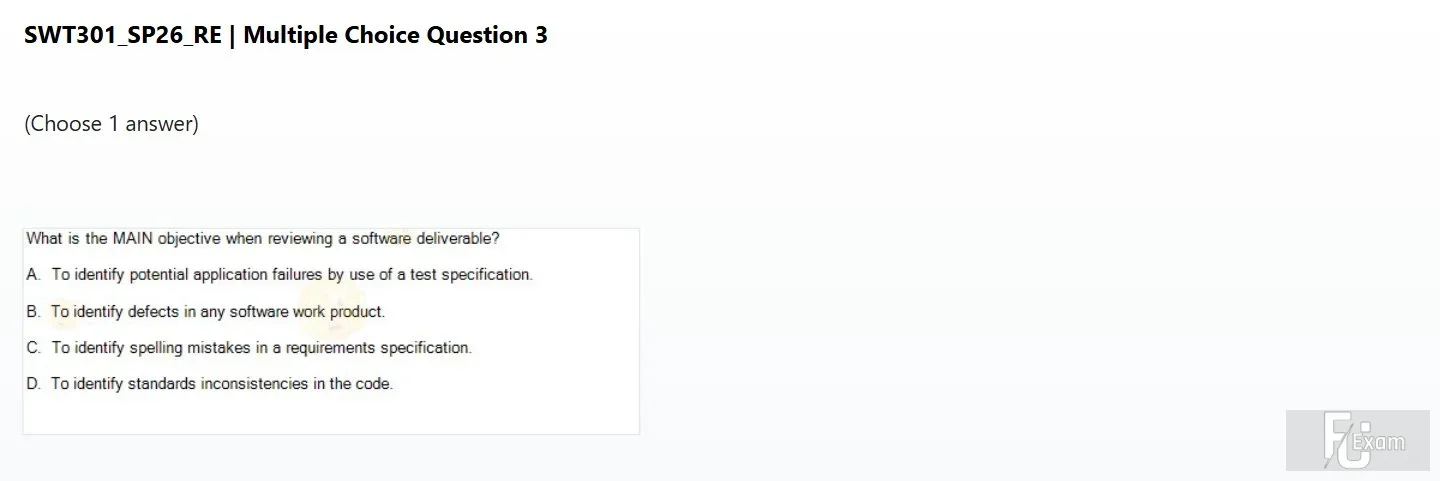 SWT301_SP26_RE | Multiple Choice Question 3
(Choose 1 answer)
What is the MAIN objective when reviewing a software deliverable?
A. To identify potential application failures by use of a test specification.
B. To identify defects in any software work product.
C. To identify spelling mistakes in a requirements specification.
D. To identify standards inconsistencies in the code.
FU Exam